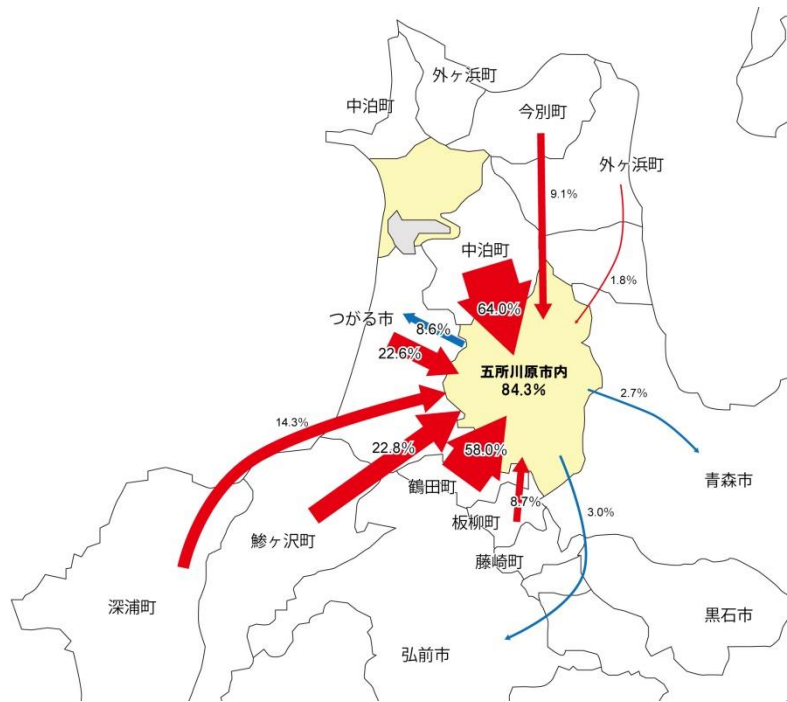 外ヶ浜町
中泊町
今別町
外ヶ浜町
9.1%
中泊町
1.8%
64.0%
つがる市
8.6%
22.6%
五所川原市内
84.3%
2.7%
14.3%
22.8%
58.0%
青森市
鶴田町
8.7%
3.0%
板柳町
鰺ヶ沢町
藤崎町
深浦町
黒石市
弘前市